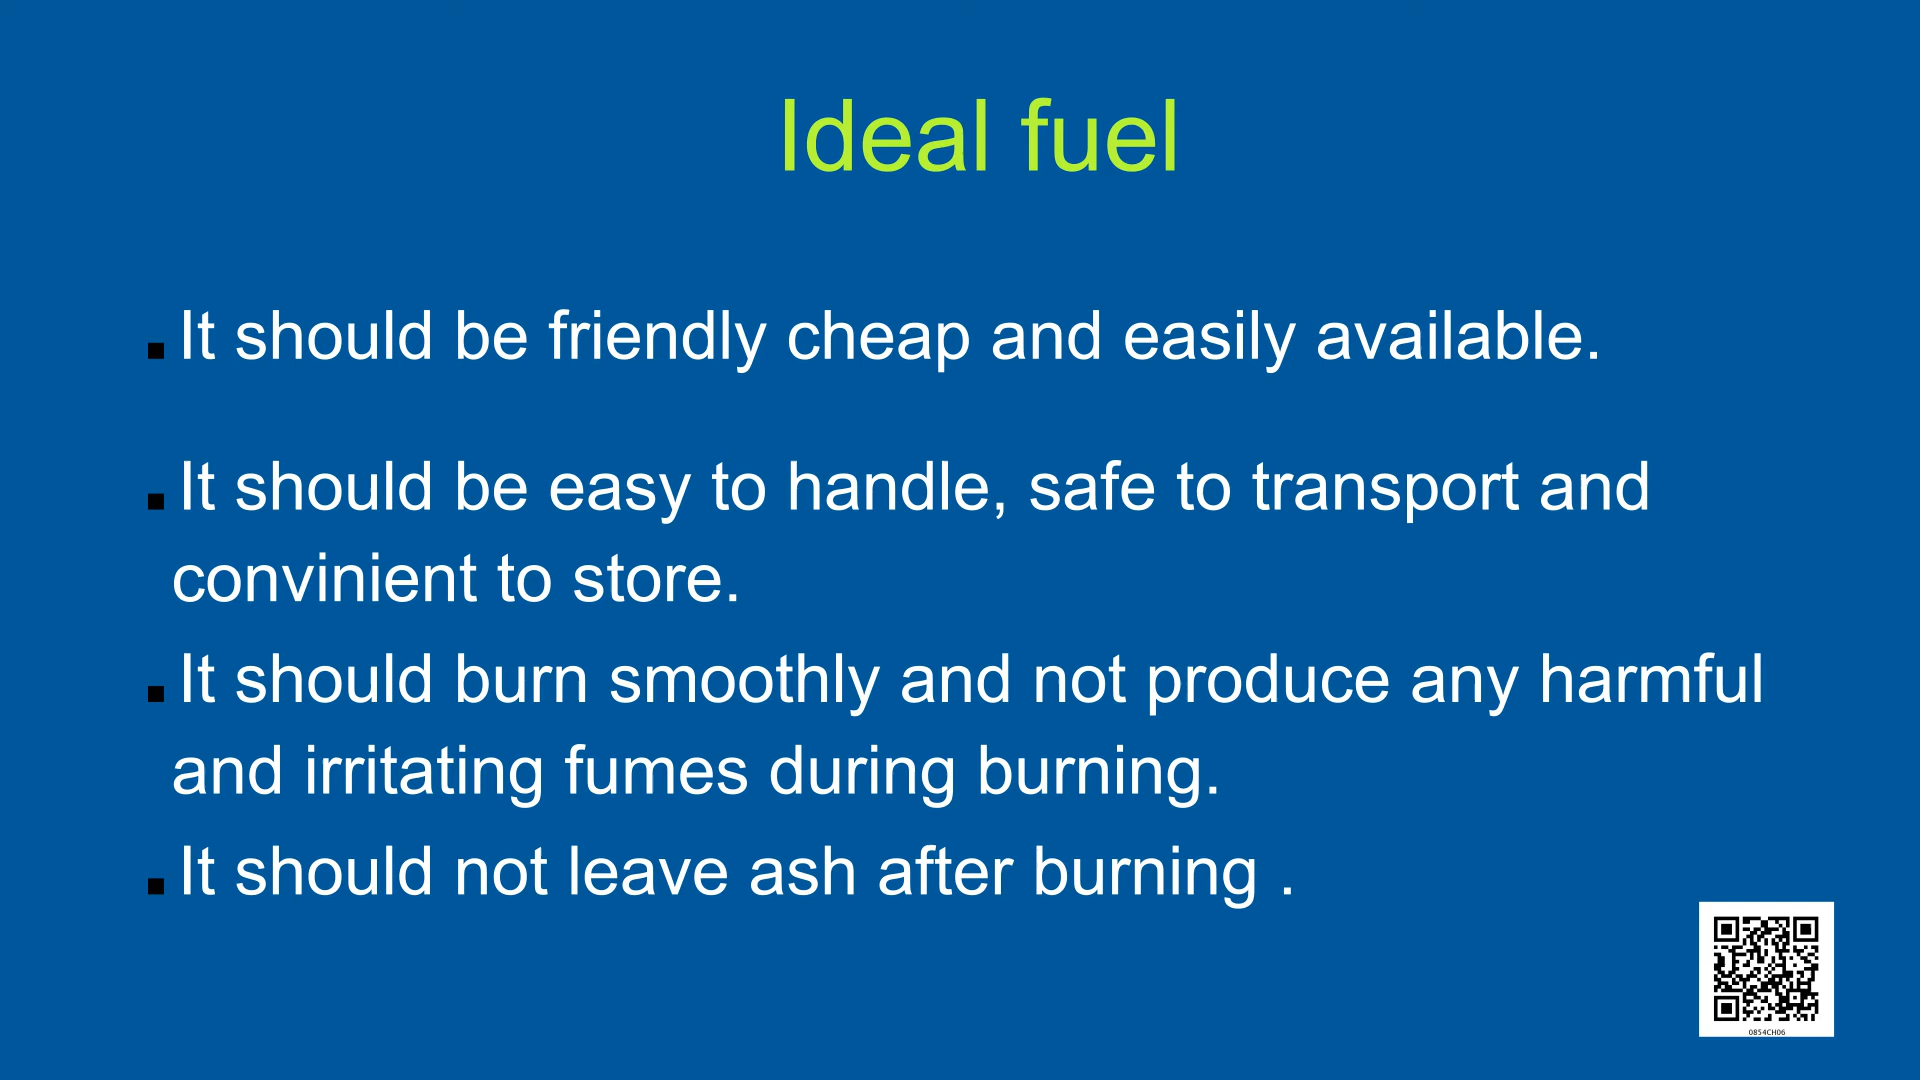 Ideal fuel
It should be friendly cheap and easily available.
It should be easy to handle, safe to transport and
convinient to store.
It should burn smoothly and not produce any harmful
and irritating fumes during burning.
It should not leave ash after burning .
0854CH06